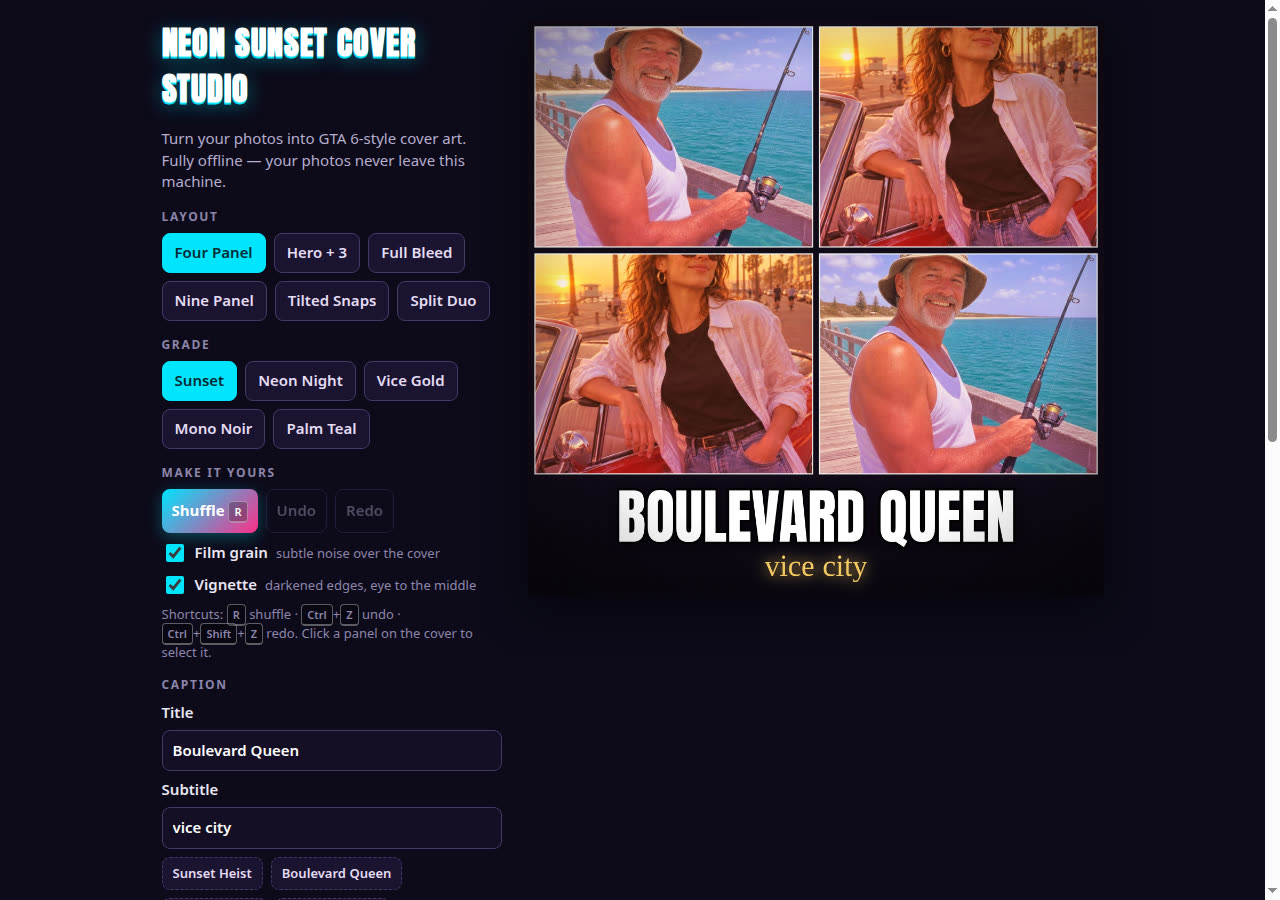 NEON SUNSET COVER
STUDIO
Turn your photos into GTA 6-style cover art.
Fully offline — your photos never leave this
machine.
LAYOUT
Four Panel
Hero + 3
Full Bleed
Nine Panel
Tilted Snaps
Split Duo
GRADE
Sunset
Neon Night
Vice Gold
Mono Noir
Palm Teal
MAKE IT YOURS
Shuffle R
Undo
Redo
Film grain subtle noise over the cover
Vignette darkened edges, eye to the middle
Shortcuts: R shuffle · Ctrl+Z undo ·
Ctrl+Shift+Z redo. Click a panel on the cover to
select it.
CAPTION
Title
Boulevard Queen
Subtitle
vice city
Sunset Heist
Boulevard Queen
BOULEVARD QUEEN
vice city